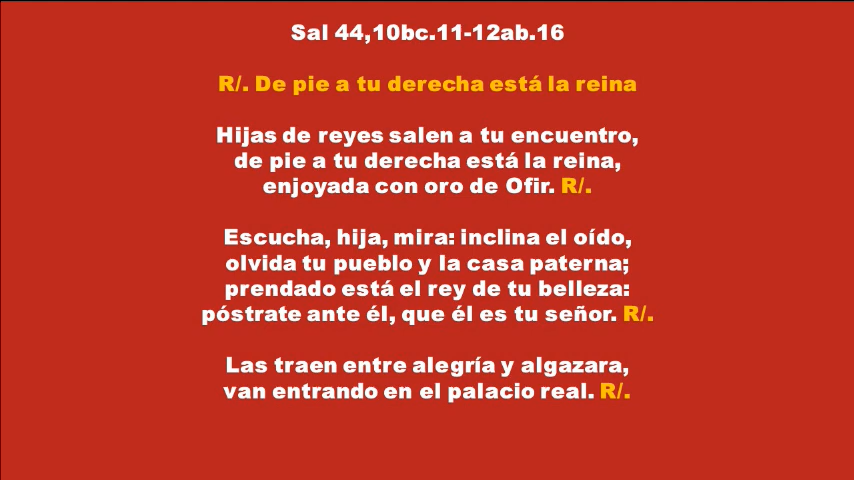 Sal 44,10bc.11-12ab.16
R/. De pie a tu derecha está la reina
Hijas de reyes salen a tu encuentro,
de pie a tu derecha está la reina,
enjoyada con oro de Ofir. R/.
Escucha, hija, mira: inclina el oído,
olvida tu pueblo y la casa paterna;
prendado está el rey de tu belleza:
póstrate ante él, que él es tu señor. R/.
Las traen entre alegría y algazara,
van entrando en el palacio real. R/.